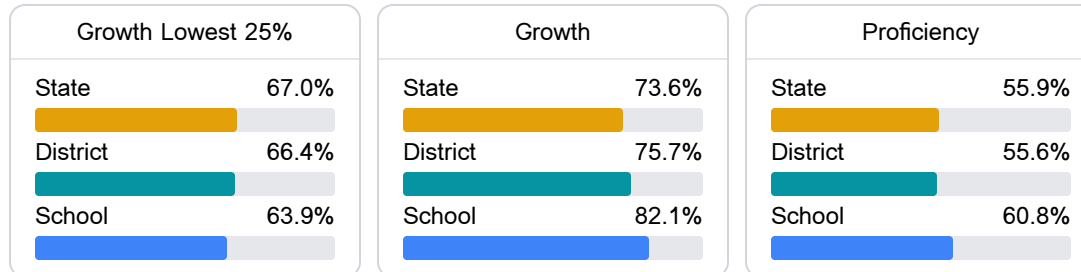 Growth Lowest 25%
State 67.0%
District 66.4%
School 63.9%
Growth
State 73.6%
District 75.7%
School 82.1%
Proficiency
State 55.9%
District 55.6%
School 60.8%